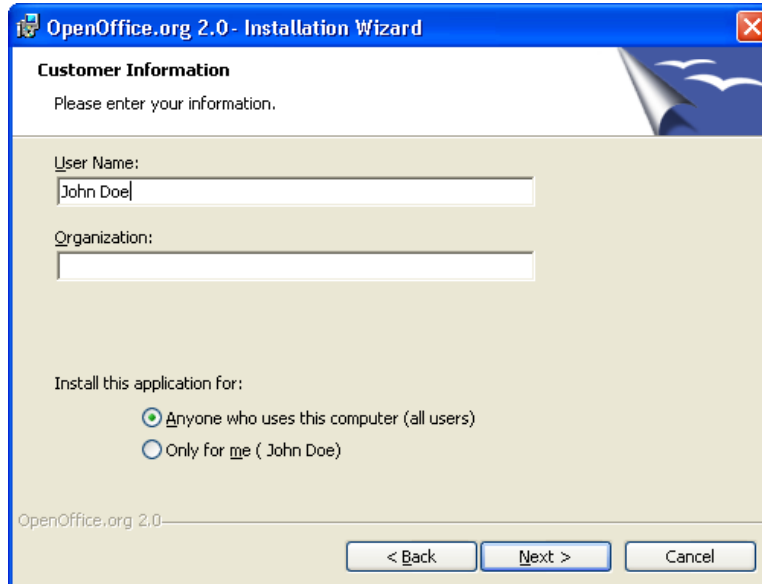 OpenOffice.org 2.0- Installation Wizard
Customer Information
Please enter your information.
User Name:
John Doe
Organization:
Install this application for:
Anyone who uses this computer (all users)
Only for me ( John Doe)
OpenOffice.org 2.0
< Back Next > Cancel